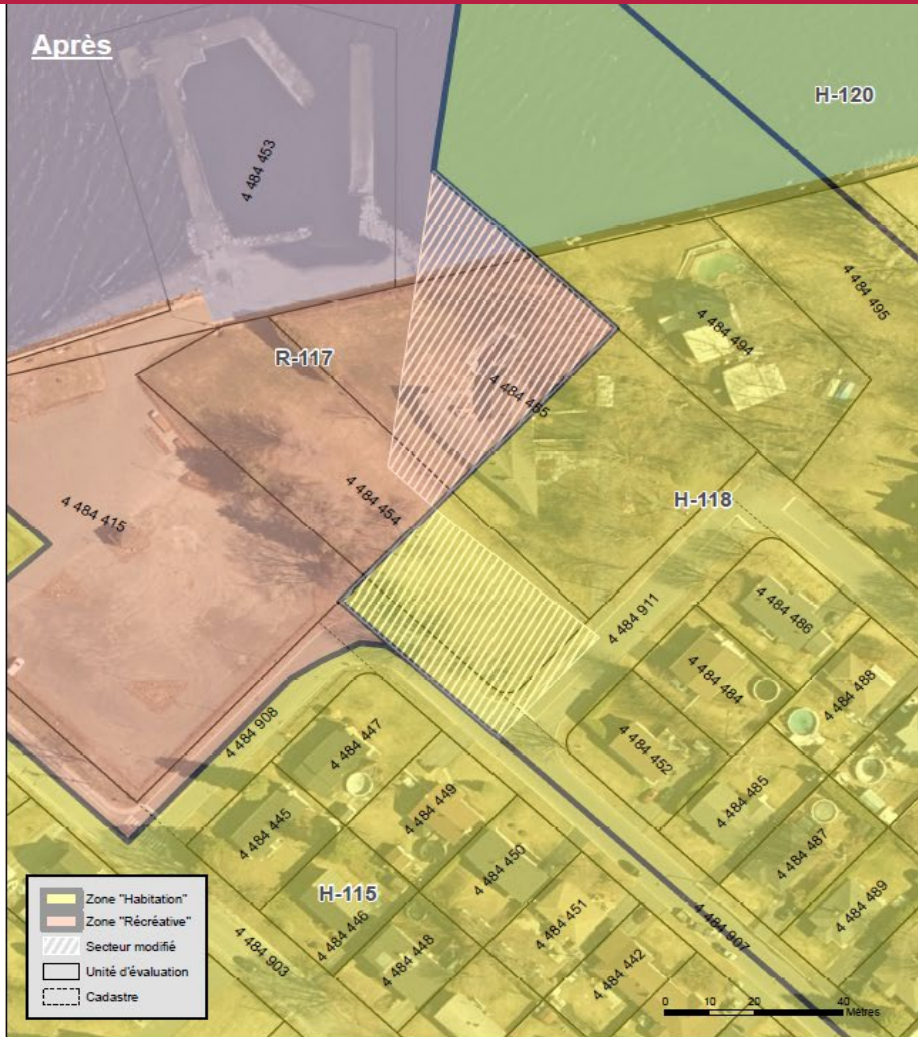 Après
H-120
4 484 453
4 484 495
4 484 494
R-117
4 484 455
4 484 454
H-118
4 484 415
4 484 911
4 484 486
4 484 484
4 484 488
4 484 908
4 484 447
4 484 452
4 484 449
4 484 485
4 484 445
4 484 450
4 484 487
H-115
4 484 446
4 484 451
4 484 489
4 484 448
4 484 907
4 484 903
4 484 442
Zone "Habitation"
Zone "Récréative"
Secteur modifié
Unité d'évaluation
Cadastre
0 10 20 40
Mètres